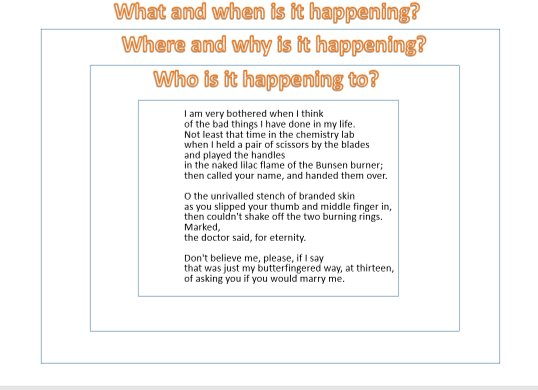 What and when is it happening?
Where and why is it happening?
Who is it happening to?
I am very bothered when I think
of the bad things I have done in my life.
Not least that time in the chemistry lab
when I held a pair of scissors by the blades
and played the handles
in the naked lilac flame of the Bunsen burner;
then called your name, and handed them over.
O the unrivalled stench of branded skin
as you slipped your thumb and middle finger in,
then couldn't shake off the two burning rings.
Marked,
the doctor said, for eternity.
Don't believe me, please, if I say
that was just my butterfingered way, at thirteen,
of asking you if you would marry me.